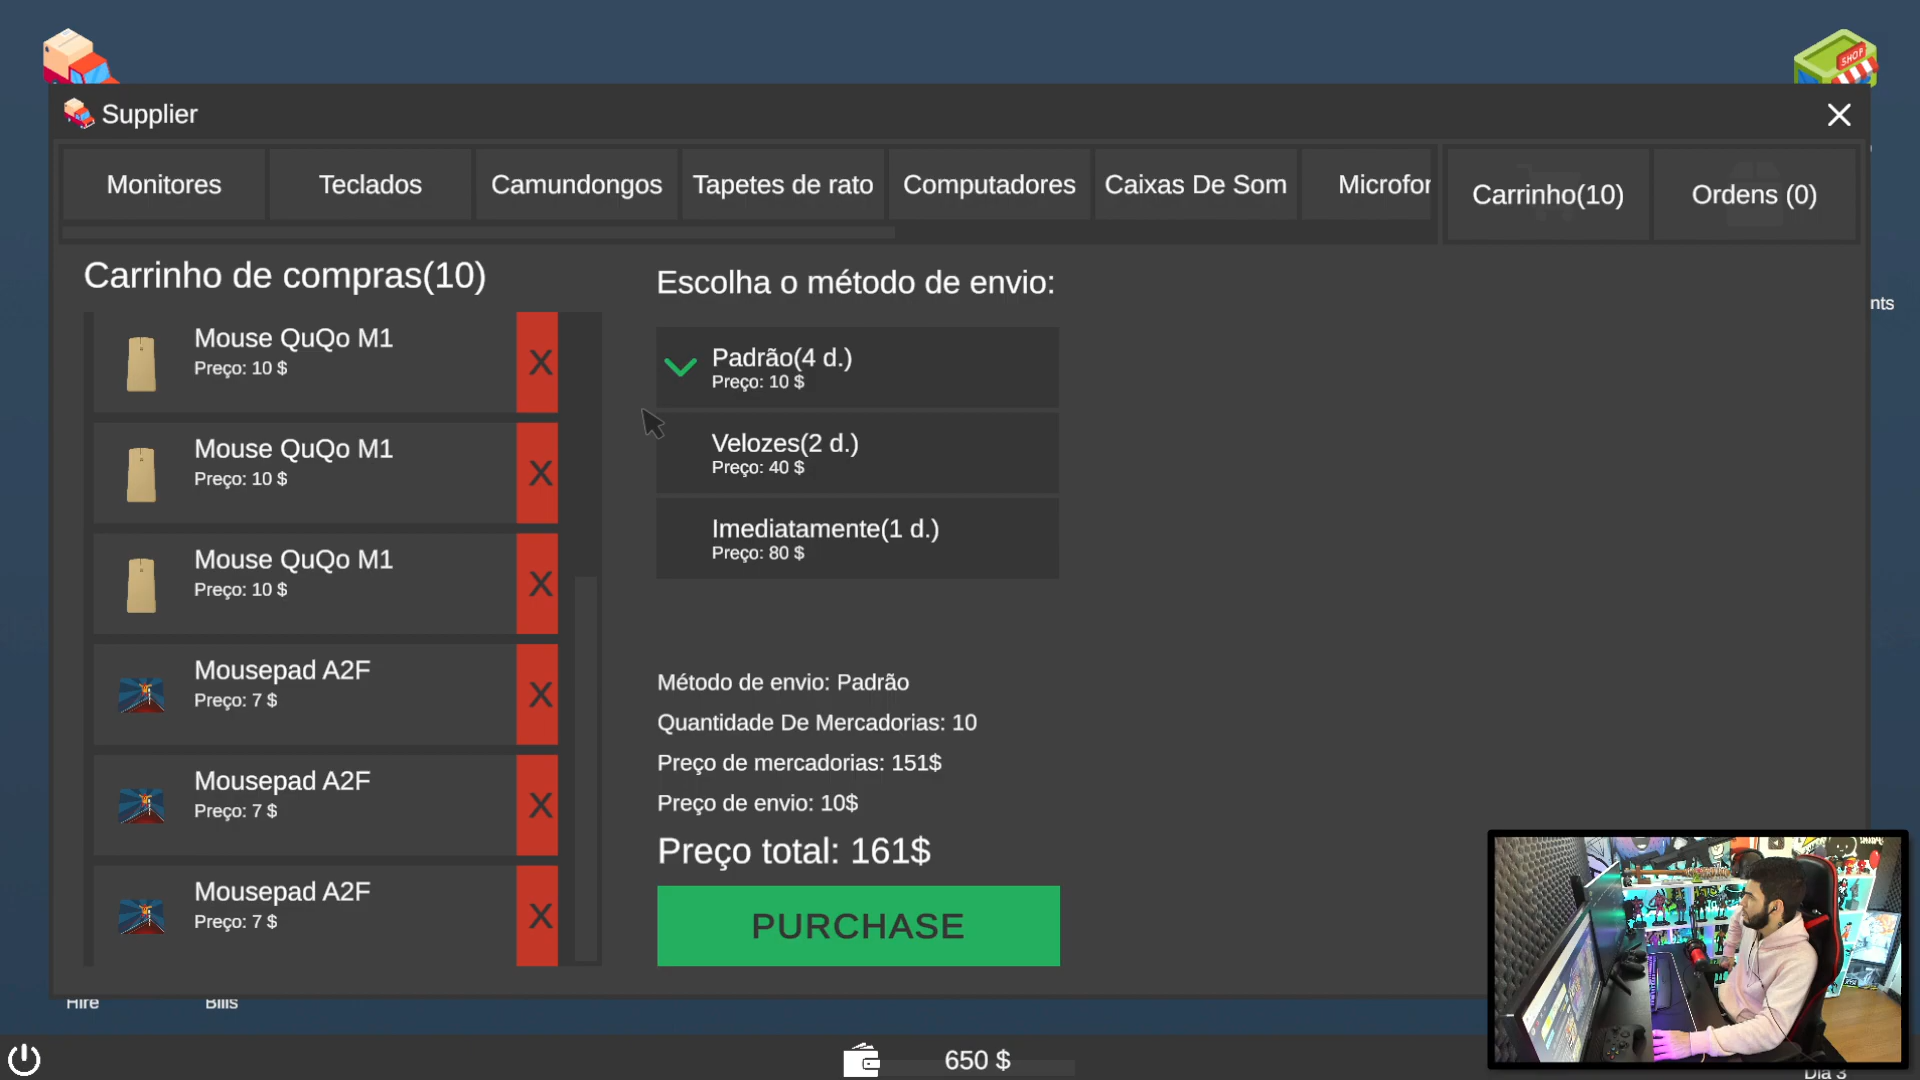 SHOP
Supplier
Monitores
Teclados
Camundongos
Tapetes de rato
Computadores
Caixas De Som
Microfor
Carrinho(10)
Ordens (0)
Carrinho de compras(10)
Mouse QuQo M1
Preço: 10 $
X
Mouse QuQo M1
Preço: 10 $
X
Mouse QuQo M1
Preço: 10 $
X
Mousepad A2F
Preço: 7 $
X
Mousepad A2F
Preço: 7 $
X
Mousepad A2F
Preço: 7 $
X
Escolha o método de envio:
Padrão(4 d.)
Preço: 10 $
Velozes(2 d.)
Preço: 40 $
Imediatamente(1 d.)
Preço: 80 $
Método de envio: Padrão
Quantidade De Mercadorias: 10
Preço de mercadorias: 151$
Preço de envio: 10$
Preço total: 161$
PURCHASE
nts
Hire
Bills
650 $
Dia 3